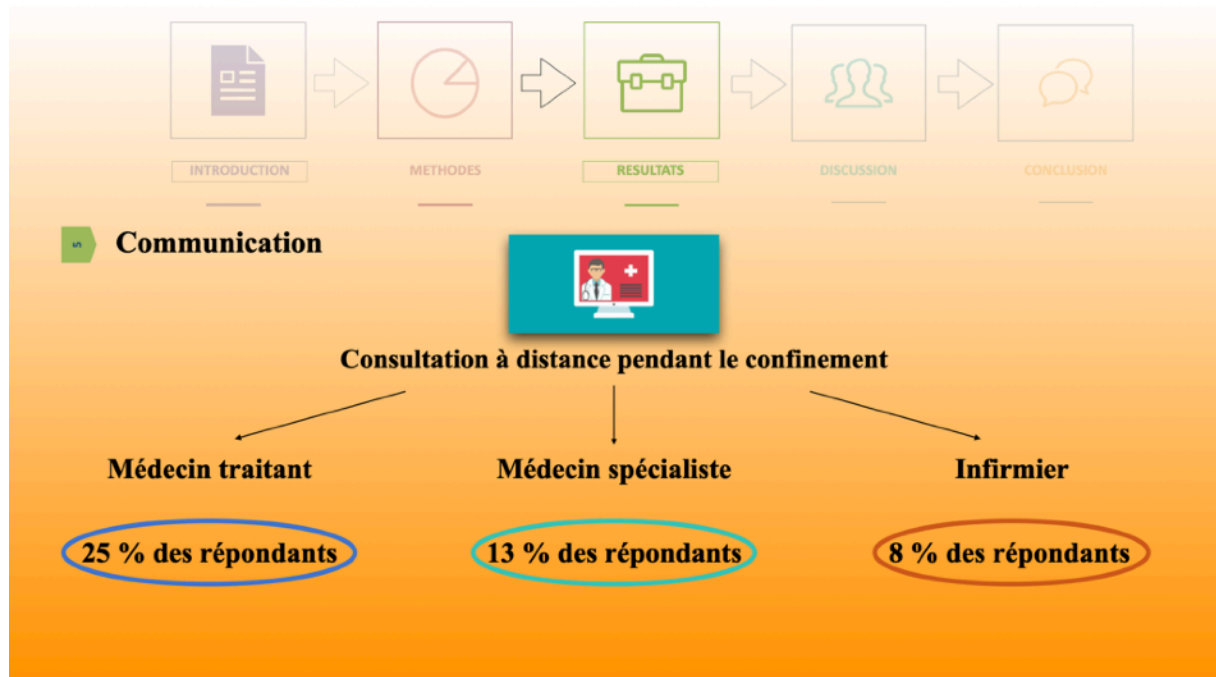 INTRODUCTION
METHODES
RESULTATS
DISCUSSION
CONCLUSION
5
Communication
Consultation à distance pendant le confinement
Médecin traitant
Médecin spécialiste
Infirmier
25 % des répondants
13 % des répondants
8 % des répondants